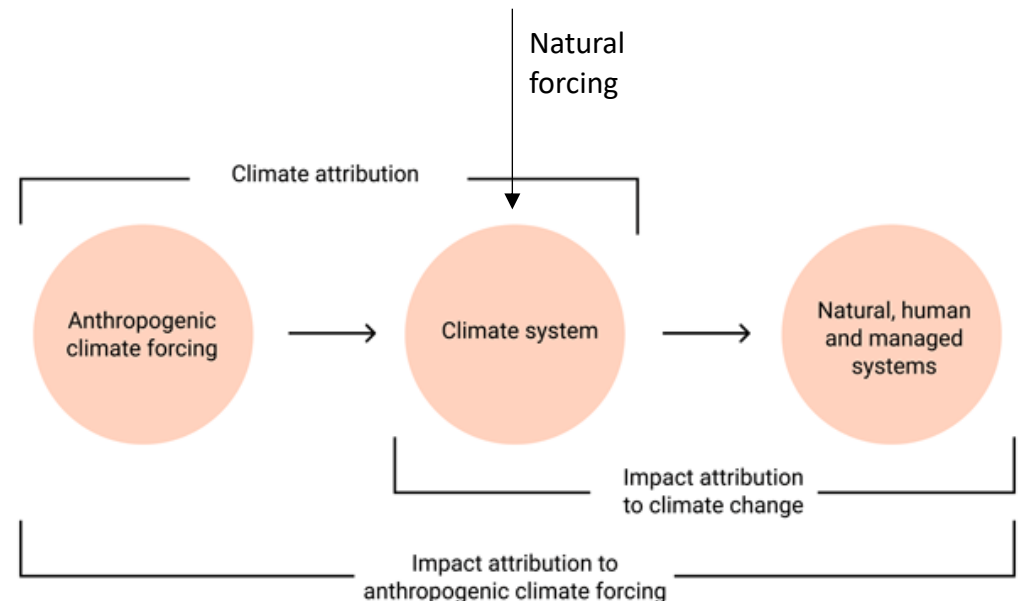 Natural
forcing
Climate attribution
Anthropogenic
climate forcing
Climate system
Natural, human
and managed
systems
Impact attribution
to climate change
Impact attribution to
anthropogenic climate forcing